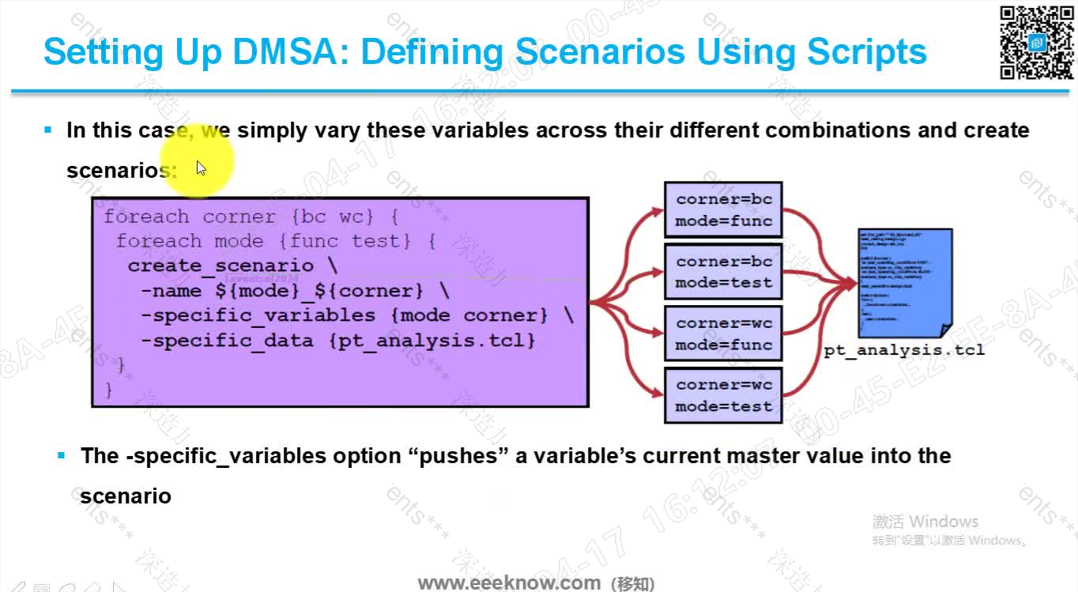 Setting Up DMSA: Defining Scenarios Using Scripts
In this case, we simply vary these variables across their different combinations and create
scenarios:
foreach corner {bc wc} {
foreach mode {func test} {
create_scenario \
-name ${mode}_${corner} \
-specific_variables {mode corner} \
-specific_data {pt_analysis.tcl}
}
}
corner=bc
mode=func
corner=bc
mode=test
corner=wc
mode=func
corner=wc
mode=test
pt_analysis.tcl
The -specific_variables option “pushes” a variable’s current master value into the
scenario
激活 Windows
转到“设置”以激活 Windows。
www.eeeknow.com（移知）